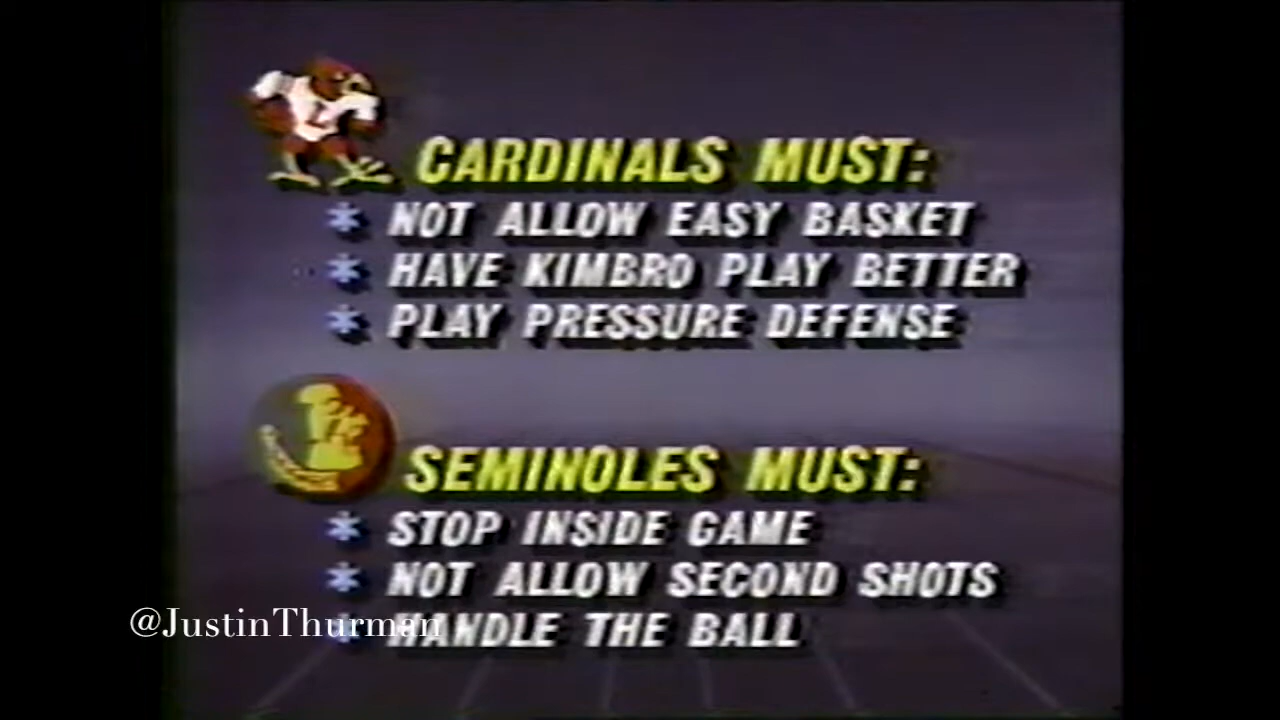 CARDINALS MUST:
* NOT ALLOW EASY BASKET
* HAVE KIMBRO PLAY BETTER
* PLAY PRESSURE DEFENSE
SEMINOLES MUST:
* STOP INSIDE GAME
* NOT ALLOW SECOND SHOTS
* HANDLE THE BALL
@JustinThurman